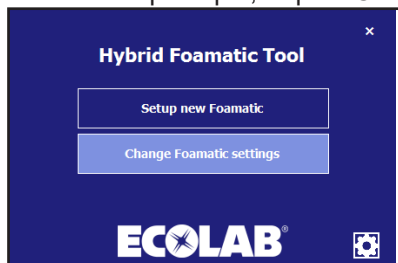 ×
Hybrid Foamatic Tool
Setup new Foamatic
Change Foamatic settings
ECOLAB®